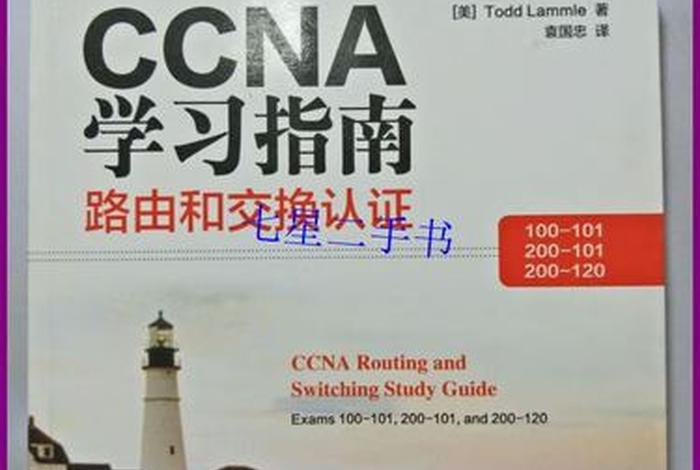 [美] Todd Lammle 著
袁国忠 译
CCNA
学习指南
路由和交换认证
七星二手书
100-101
200-101
200-120
CCNA Routing and
Switching Study Guide
Exams 100-101, 200-101, and 200-120